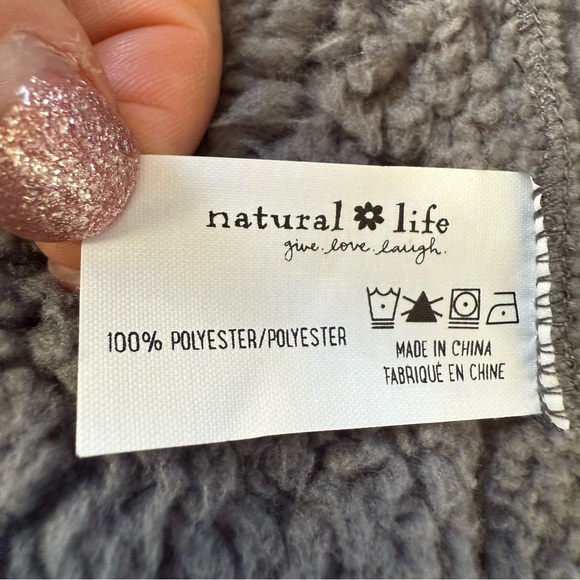 natural life
give.love.laugh.
100% POLYESTER/POLYESTER
MADE IN CHINA
FABRIQUÉ EN CHINE